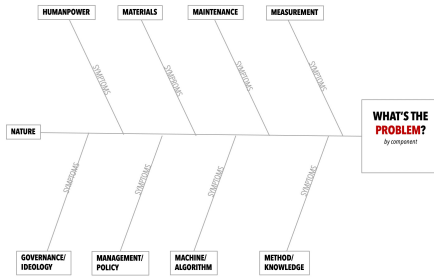 HUMANPOWER
MATERIALS
MAINTENANCE
MEASUREMENT
SYMPTOMS
SYMPTOMS
SYMPTOMS
SYMPTOMS
WHAT'S THE
PROBLEM?
by component
NATURE
SYMPTOMS
SYMPTOMS
SYMPTOMS
SYMPTOMS
GOVERNANCE/
IDEOLOGY
MANAGEMENT/
POLICY
MACHINE/
ALGORITHM
METHOD/
KNOWLEDGE